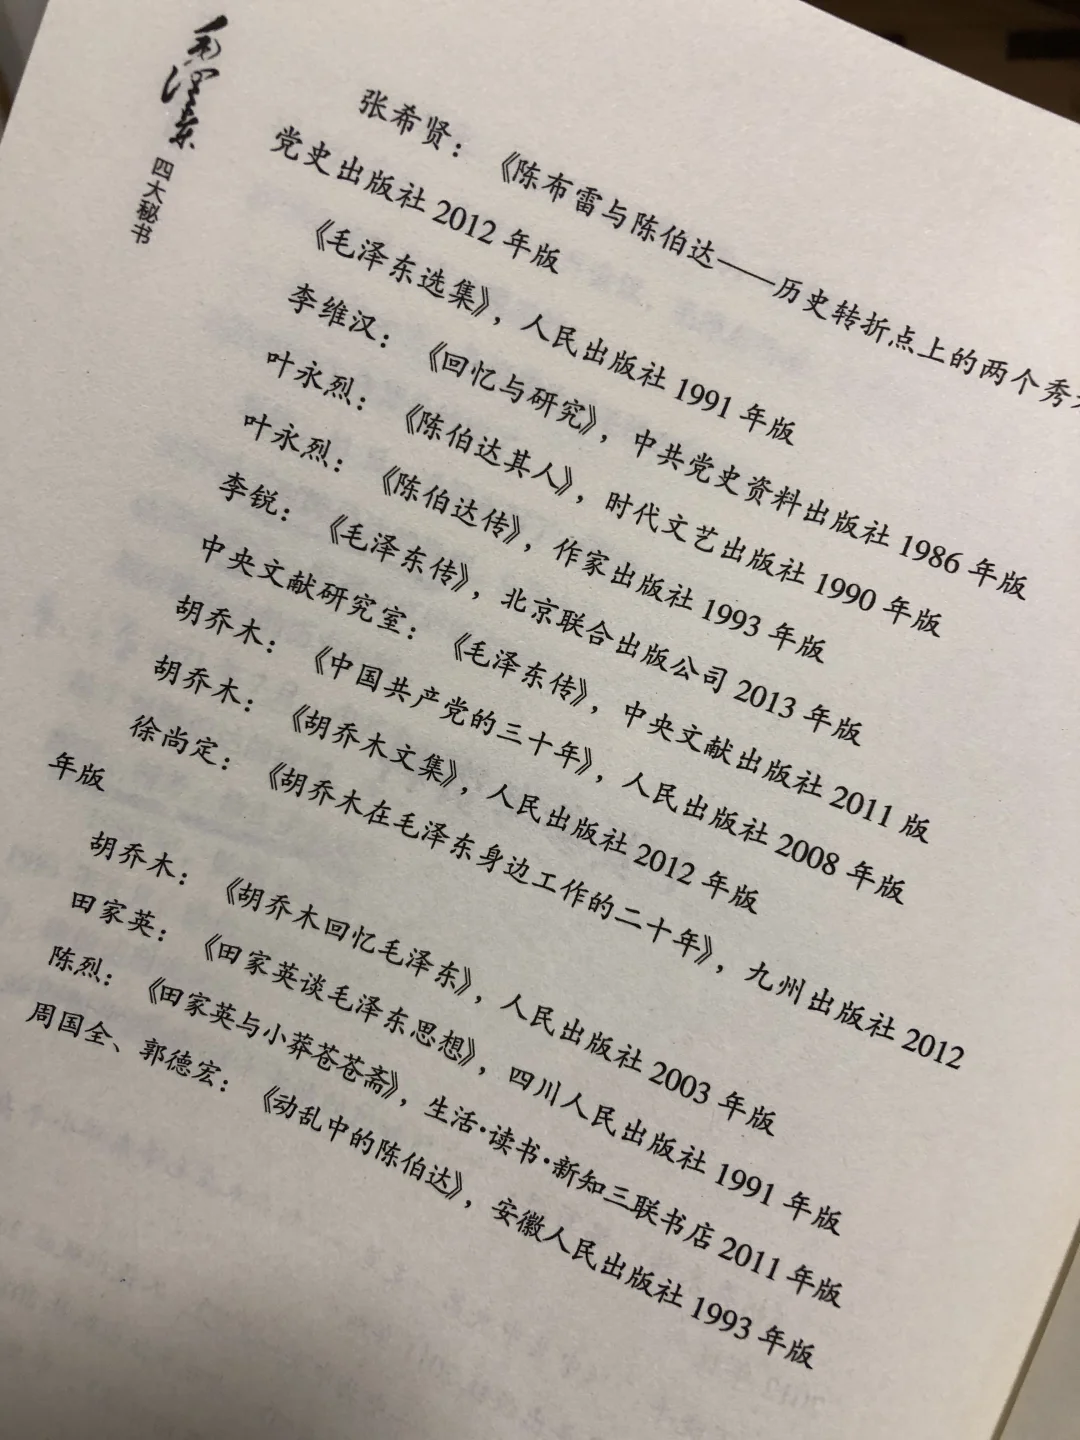 毛泽东
四大秘书
张希贤：《陈布雷与陈伯达——历史转折点上的两个秀
党史出版社 2012 年版
《毛泽东选集》，人民出版社 1991 年版
李维汉：《回忆与研究》，中共党史资料出版社 1986 年版
叶永烈：《陈伯达其人》，时代文艺出版社 1990 年版
叶永烈：《陈伯达传》，作家出版社 1993 年版
李锐：《毛泽东传》，北京联合出版公司 2013 年版
中央文献研究室：《毛泽东传》，中央文献出版社 2011 版
胡乔木：《中国共产党的三十年》，人民出版社 2008 年版
胡乔木：《胡乔木文集》，人民出版社 2012 年版
徐尚定：《胡乔木在毛泽东身边工作的二十年》，九州出版社 2012
年版
胡乔木：《胡乔木回忆毛泽东》，人民出版社 2003 年版
田家英：《田家英谈毛泽东思想》，四川人民出版社 1991 年版
陈烈：《田家英与小莽苍苍斋》，生活·读书·新知三联书店 2011 年版
周国全、郭德宏：《动乱中的陈伯达》，安徽人民出版社 1993 年版